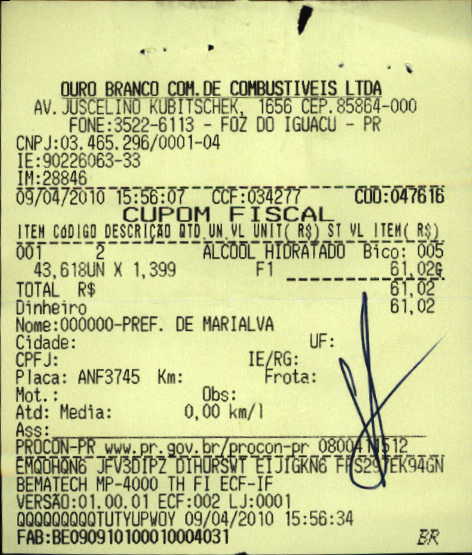 OURO BRANCO COM.DE COMBUSTIVEIS LTDA
AV. JUSCELINO KUBITSCHEK, 1656 CEP.85864-000
FONE:3522-6113 - FOZ DO IGUACU - PR
CNPJ:03.465.296/0001-04
IE:90226063-33
IM:28846
09/04/2010 15:56:07 CCF:034277 COO:047616
CUPOM FISCAL
ITEM CóDIGO DESCRIÇÃO QTD UN.VL UNIT( R$) ST VL ITEM( R$)
001 2 ALCOOL HIDRATADO Bico: 005
43,618UN X 1,399 F1 61,02G
TOTAL R$ 61,02
Dinheiro 61,02
Nome:000000-PREF. DE MARIALVA
Cidade: UF:
CPFJ: IE/RG:
Placa: ANF3745 Km: Frota:
Mot.: Obs:
Atd: Media: 0,00 km/l
Ass:
PROCON-PR www.pr.gov.br/procon-pr 0800411512
EMQOHQN6 JFV3DIPZ EIJIGKN6
BEMATECH MP-4000 TH FI ECF-IF
VERSÃO:01.00.01 ECF:002 LJ:0001
QQQQQQQQQTUTYUPWOY 09/04/2010 15:56:34
FAB:BE090910100010004031
BR